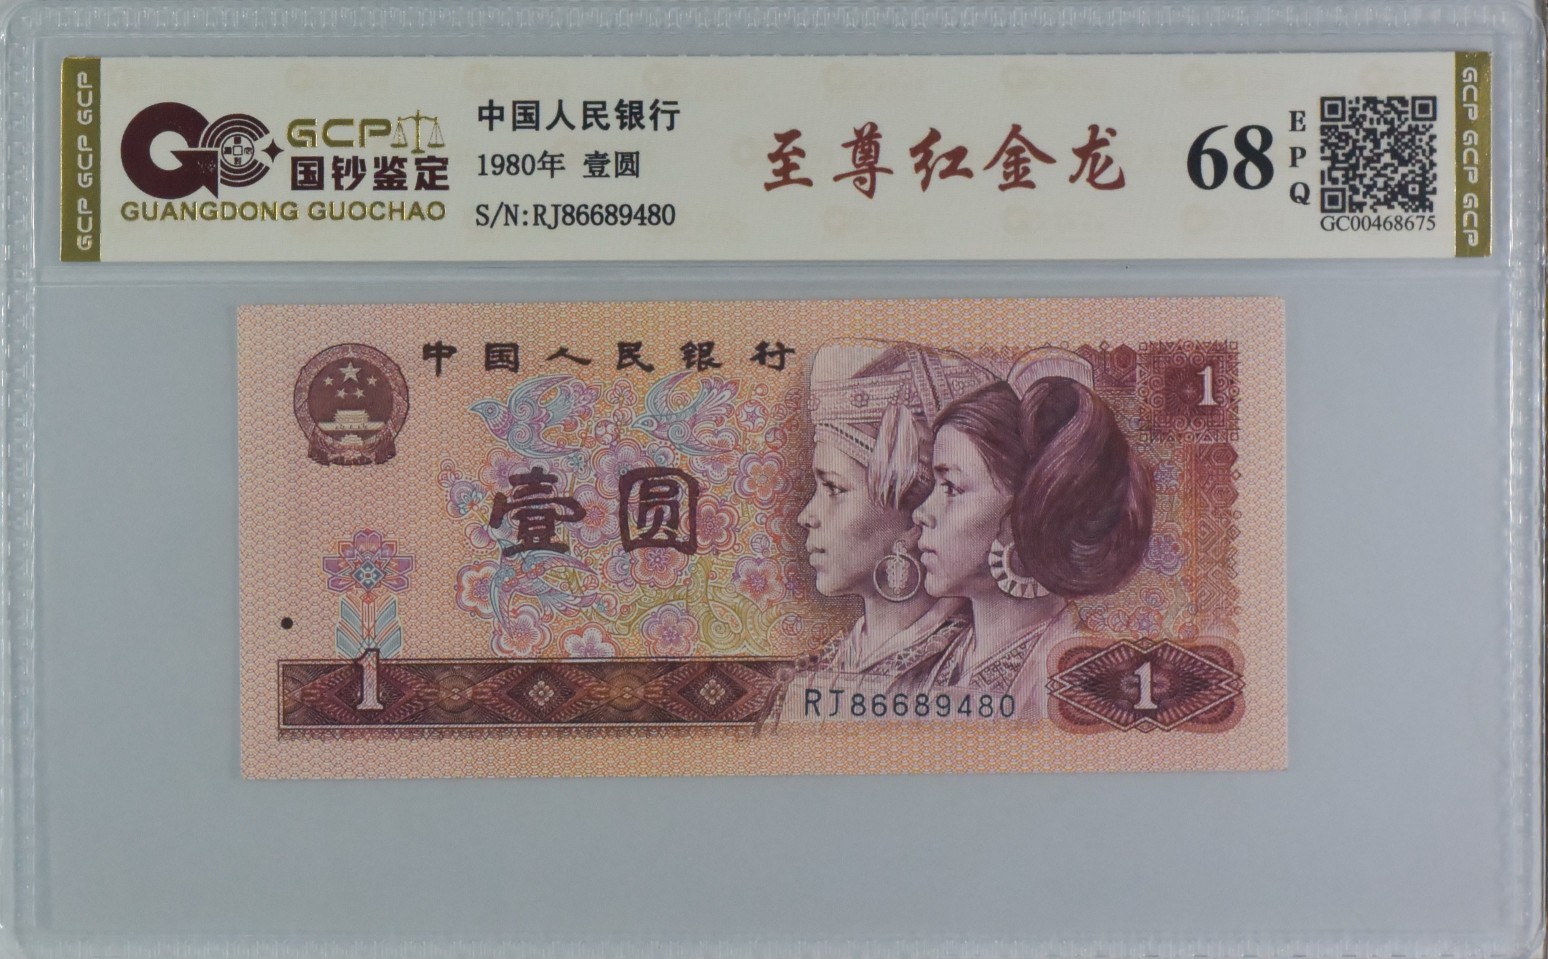 GCP GCP GCP
GCP
国钞鉴定
GUANGDONG GUOCHAO
中国人民银行
1980年 壹圆
S/N:RJ86689480
至尊红金龙
68
EPQ
GC00468675
GCP GCP GCP
中国人民银行
1
壹圆
1
RJ86689480
1